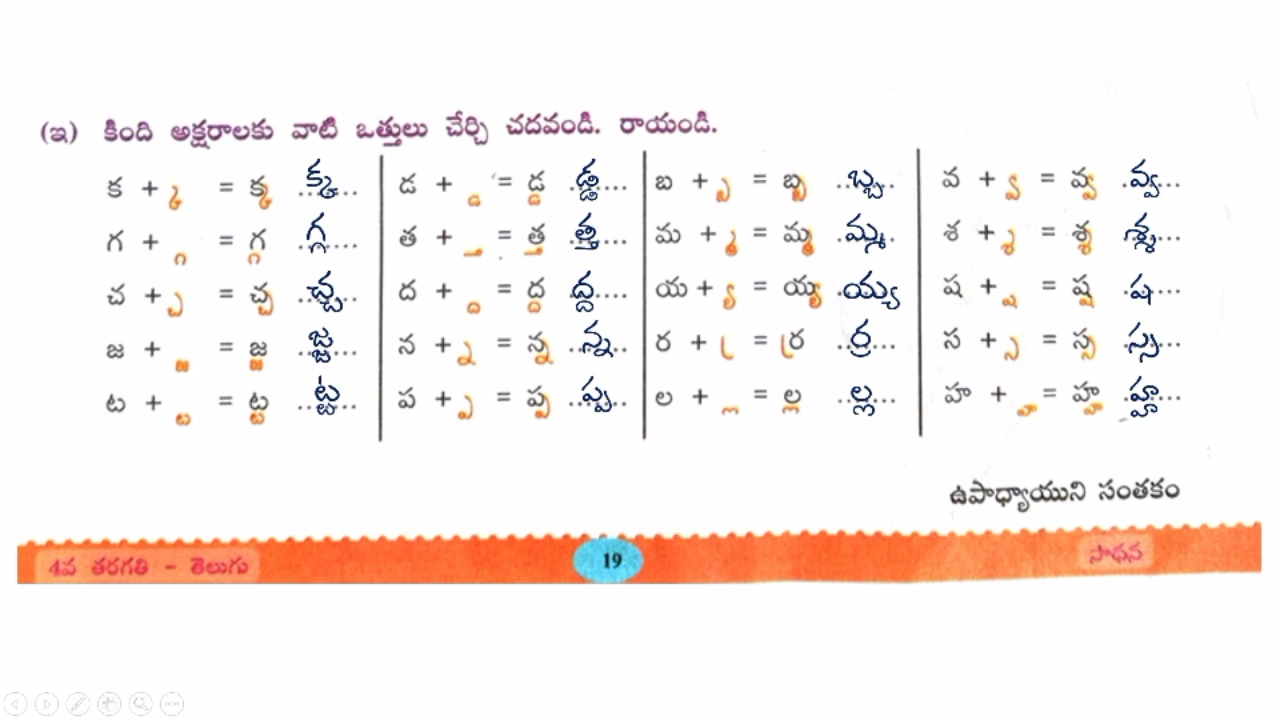 (ఇ) కింది అక్షరాలకు వాటి ఒత్తులు చేర్చి చదవండి. రాయండి.
క + ్క = క్క క్క డ + ్డ = డ్డ డ్డ బ + ్బ = బ్బ బ్బ వ + ్వ = వ్వ వ్వ
గ + ్గ = గ్గ గ్గ త + ్త = త్త త్త మ + ్మ = మ్మ మ్మ శ + ్శ = శ్శ శ్శ
చ + ్చ = చ్చ చ్చ ద + ్ద = ద్ద ద్ద య + ్య = య్య య్య ష + ్ష = ష్ష ష
జ + ్జ = జ్జ జ్జ న + ్న = న్న న్న ర + ్ర = ర్ర ర్ర స + ్స = స్స స్స
ట + ్ట = ట్ట ట్ట ప + ్ప = ప్ప ప్ప ల + ్ల = ల్ల ల్ల హ + ్హ = హ్హ హ్హ
ఉపాధ్యాయుని సంతకం
4వ తరగతి - తెలుగు 19 సాధన